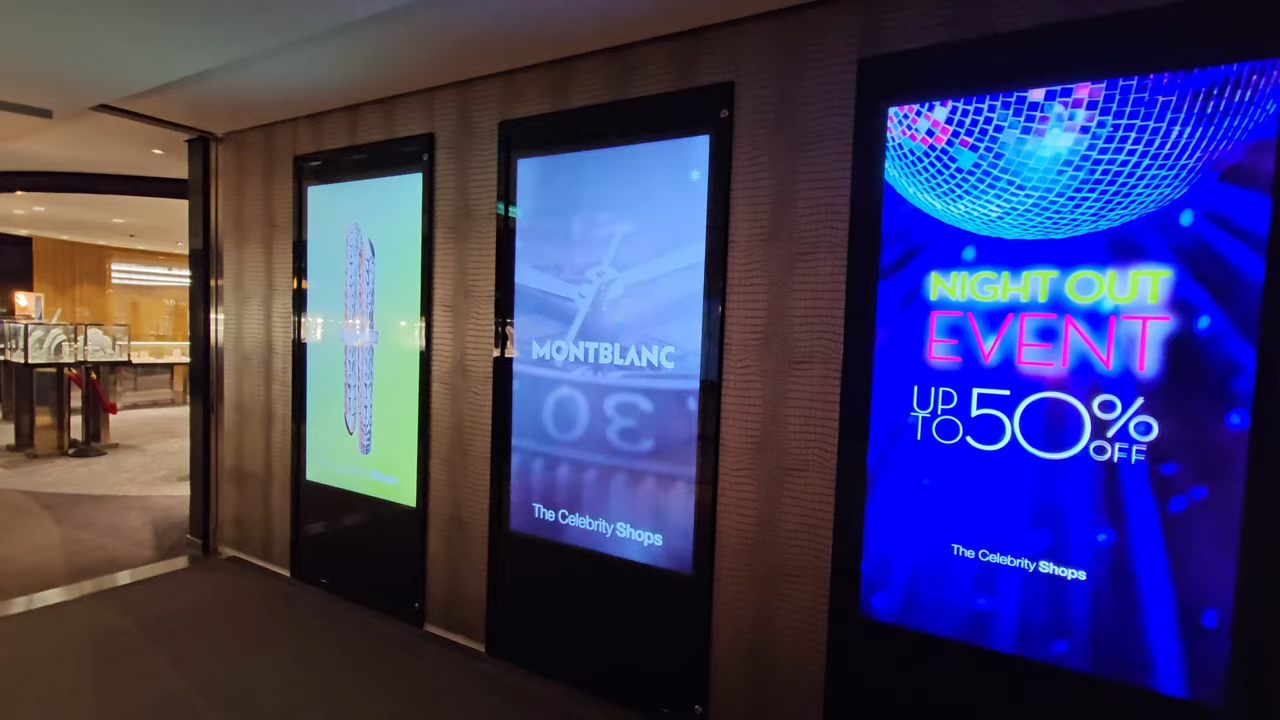 MONTBLANC
30
The Celebrity Shops
NIGHT OUT
EVENT
UP
TO 50%
OFF
The Celebrity Shops